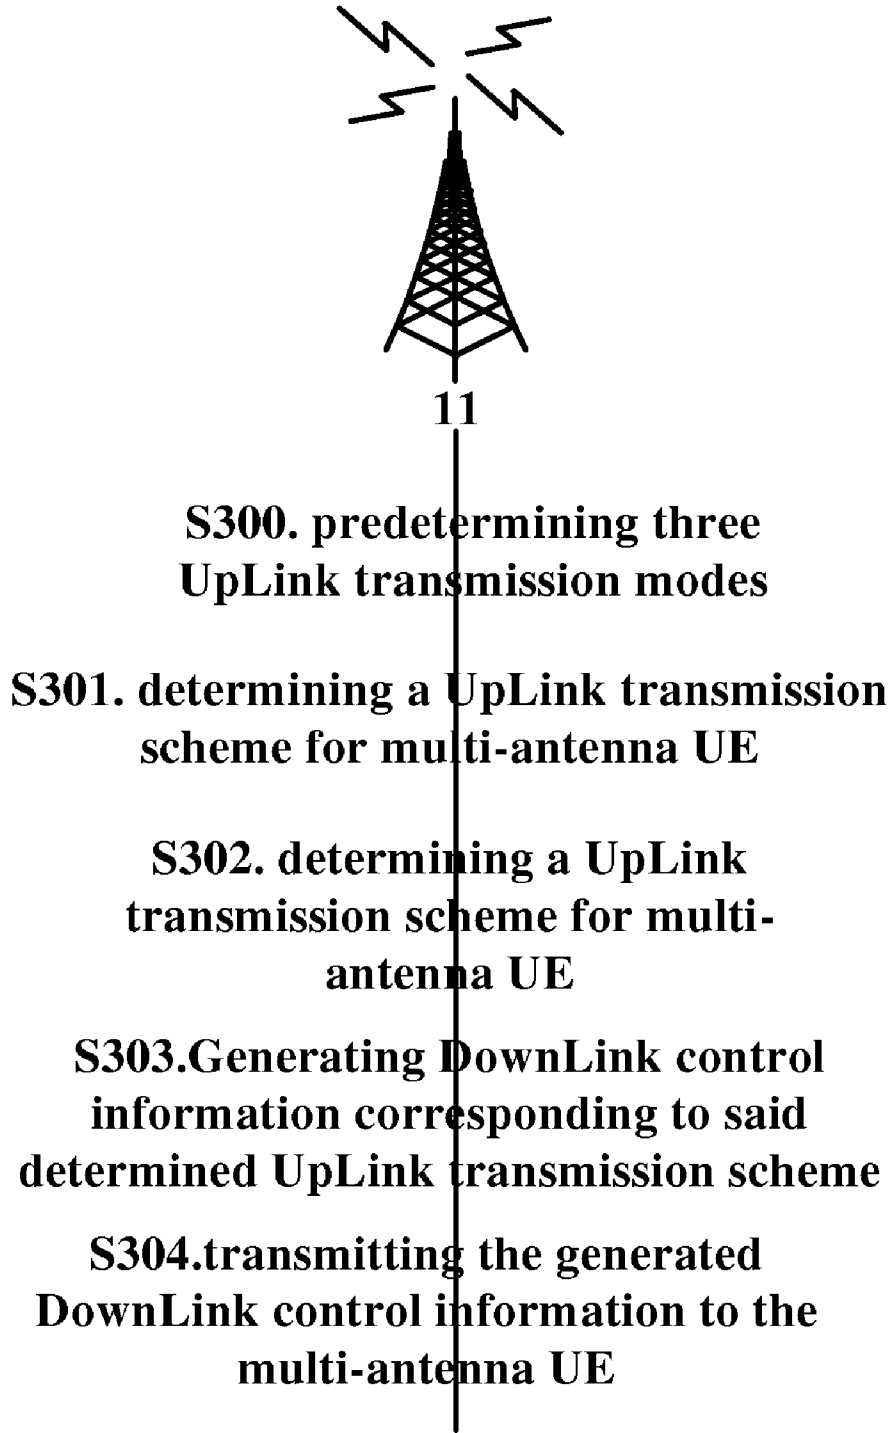 11
S300. predetermining three
UpLink transmission modes
S301. determining a UpLink transmission
scheme for multi-antenna UE
S302. determining a UpLink
transmission scheme for multi-
antenna UE
S303.Generating DownLink control
information corresponding to said
determined UpLink transmission scheme
S304.transmitting the generated
DownLink control information to the
multi-antenna UE